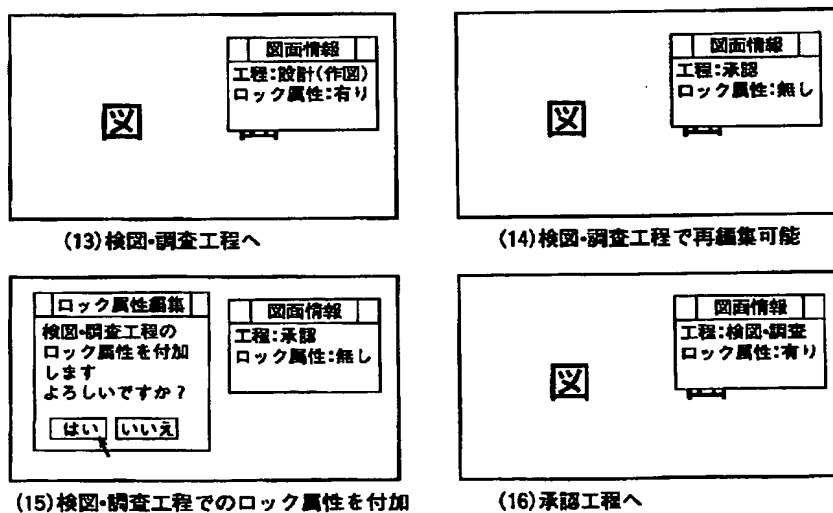 図面情報
工程:設計(作図)
ロック属性:有り
図
(13)検図・調査工程へ
図面情報
工程:承認
ロック属性:無し
図
(14)検図・調査工程で再編集可能
ロック属性編集
検図・調査工程の
ロック属性を付加
します
よろしいですか?
はい いいえ
図面情報
工程:承認
ロック属性:無し
(15)検図・調査工程でのロック属性を付加
図面情報
工程:検図・調査
ロック属性:有り
図
(16)承認工程へ